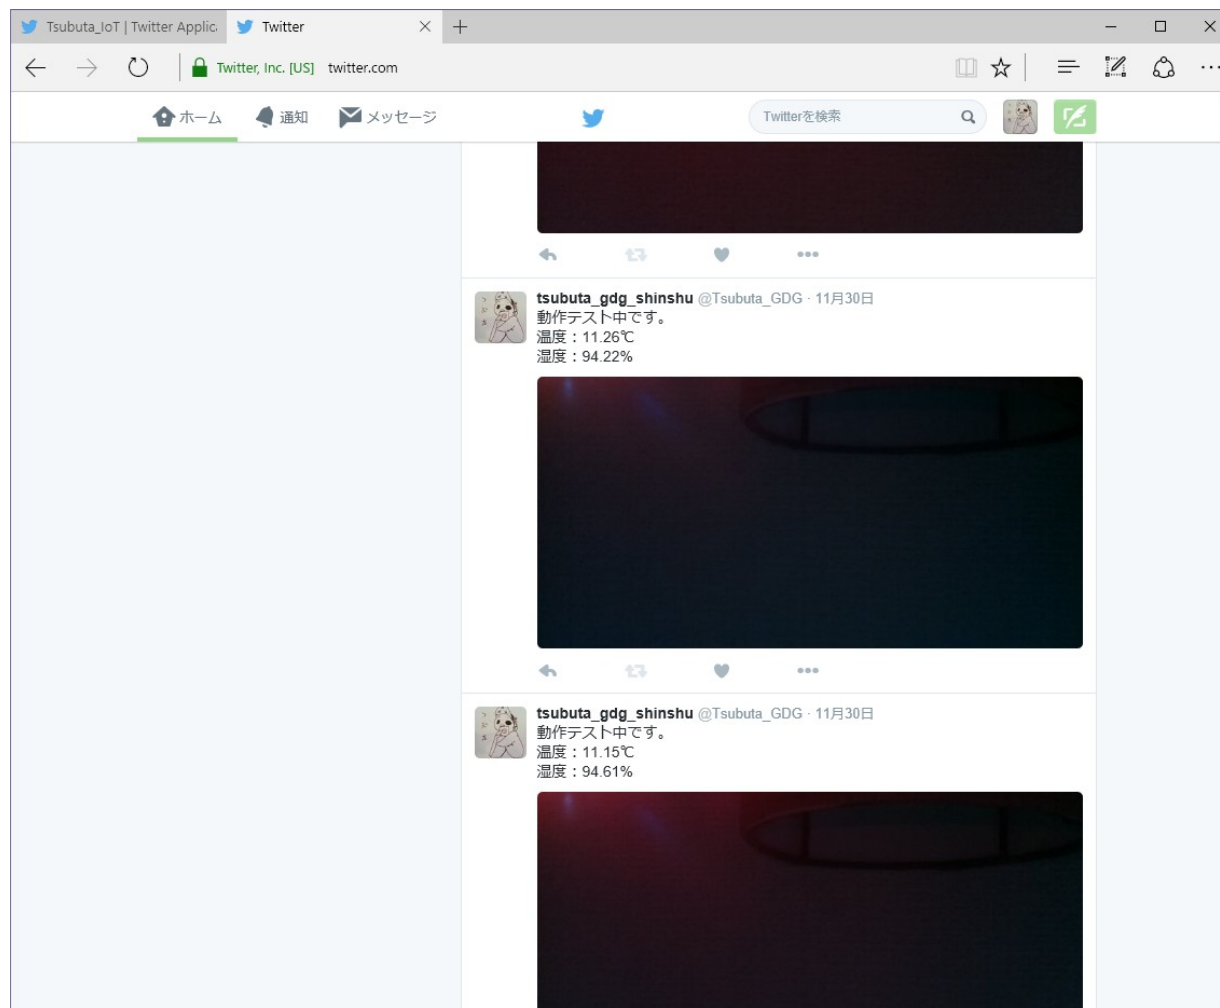 Tsubuta_IoT | Twitter Applic
Twitter
Twitter, Inc. [US] twitter.com
ホーム 通知 メッセージ Twitterを検索
tsubuta_gdg_shinshu @Tsubuta_GDG · 11月30日
動作テスト中です。
温度：11.26℃
湿度：94.22%
tsubuta_gdg_shinshu @Tsubuta_GDG · 11月30日
動作テスト中です。
温度：11.15℃
湿度：94.61%